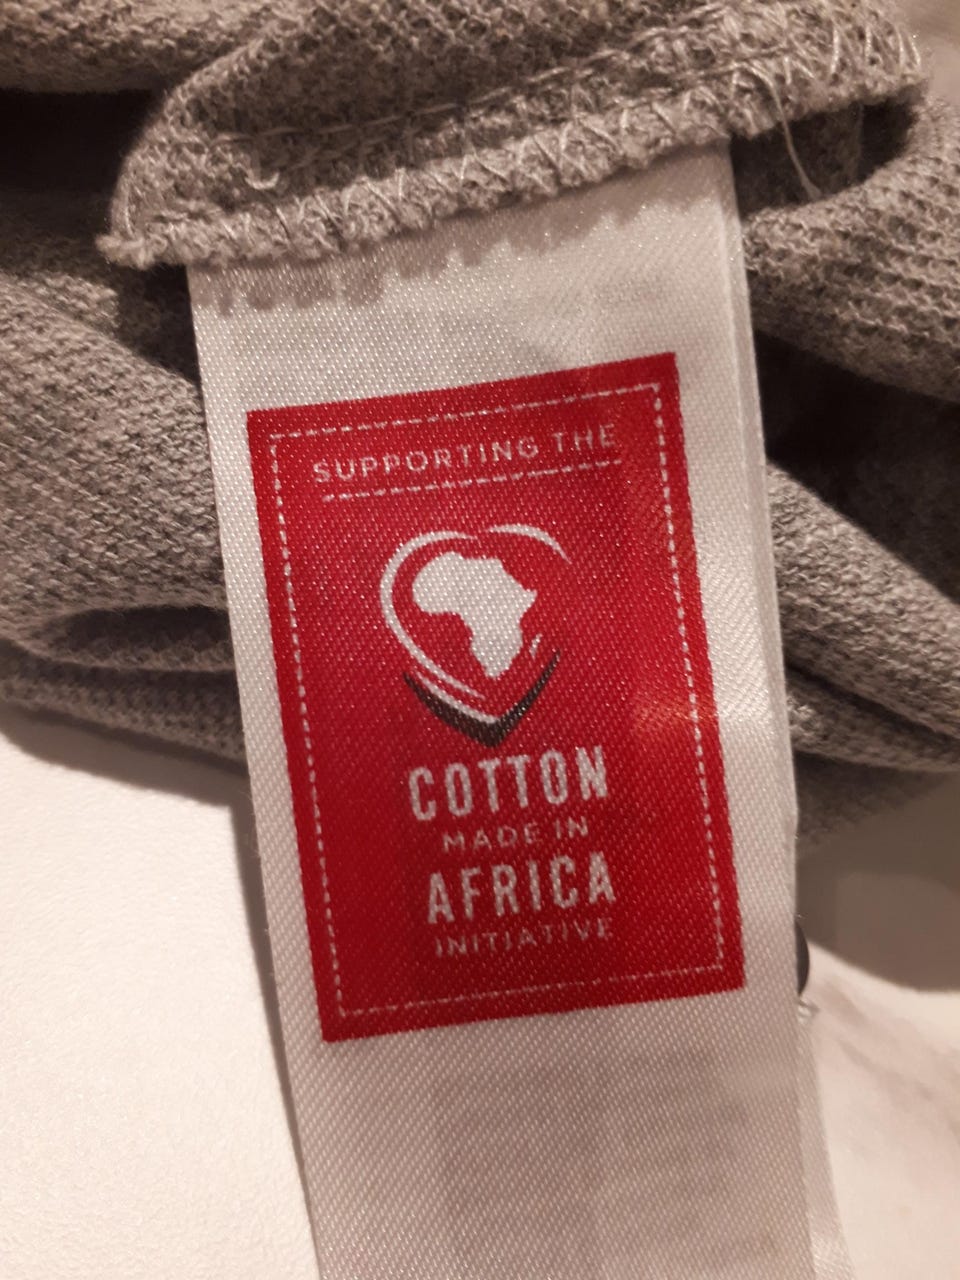 SUPPORTING THE
COTTON
MADE IN
AFRICA
INITIATIVE